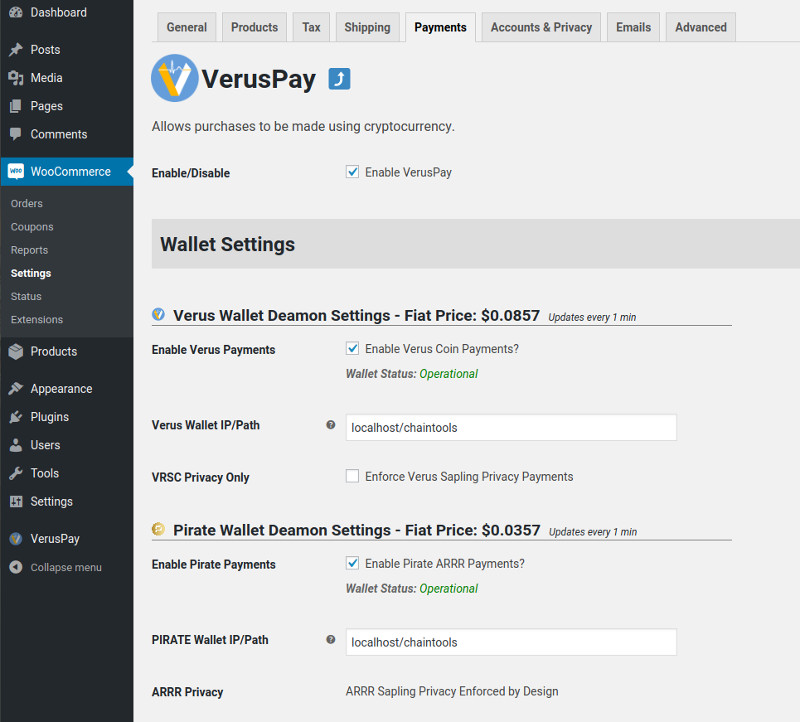 Dashboard
Posts
Media
Pages
Comments
WOO WooCommerce
Orders
Coupons
Reports
Settings
Status
Extensions
Products
Appearance
Plugins
Users
Tools
Settings
VerusPay
Collapse menu
General Products Tax Shipping Payments Accounts & Privacy Emails Advanced
VerusPay
Allows purchases to be made using cryptocurrency.
Enable/Disable Enable VerusPay
Wallet Settings
Verus Wallet Deamon Settings - Fiat Price: $0.0857 Updates every 1 min
Enable Verus Payments Enable Verus Coin Payments?
Wallet Status: Operational
Verus Wallet IP/Path ? localhost/chaintools
VRSC Privacy Only Enforce Verus Sapling Privacy Payments
Pirate Wallet Deamon Settings - Fiat Price: $0.0357 Updates every 1 min
Enable Pirate Payments Enable Pirate ARRR Payments?
Wallet Status: Operational
PIRATE Wallet IP/Path ? localhost/chaintools
ARRR Privacy ARRR Sapling Privacy Enforced by Design